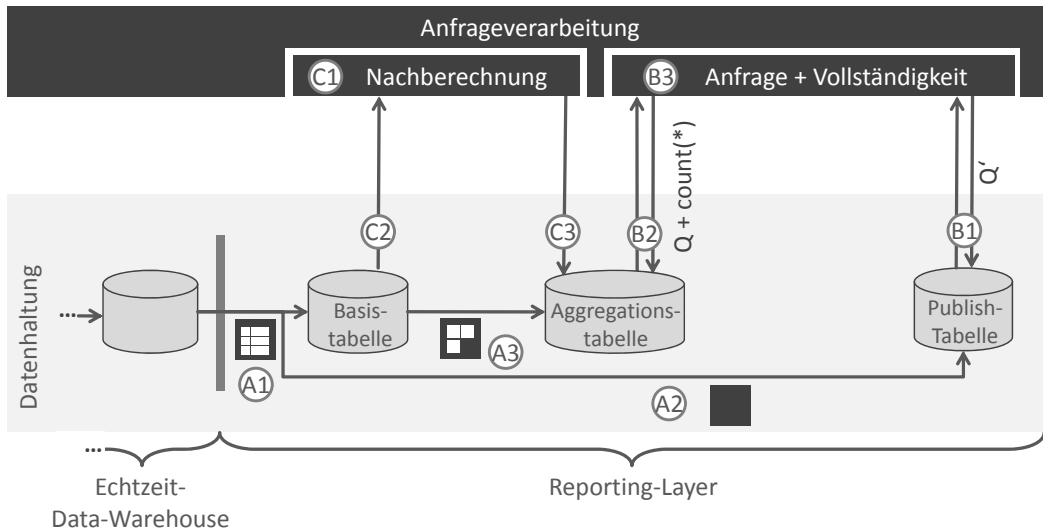 Anfrageverarbeitung
C1 Nachberechnung
B3 Anfrage + Vollständigkeit
Q + count(*)
Q‘
C2
C3
B2
B1
Datenhaltung
...
Basis-
tabelle
Aggregations-
tabelle
Publish-
Tabelle
A1
A3
A2
...
Echtzeit-
Data-Warehouse
Reporting-Layer